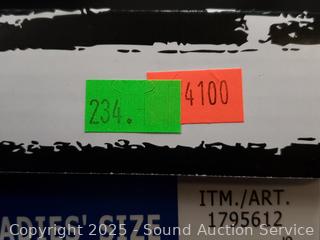 234.
4100
ITM./ART.
1795612
ADIES' SIZE
Copyright © 2025 - Sound Auction Service